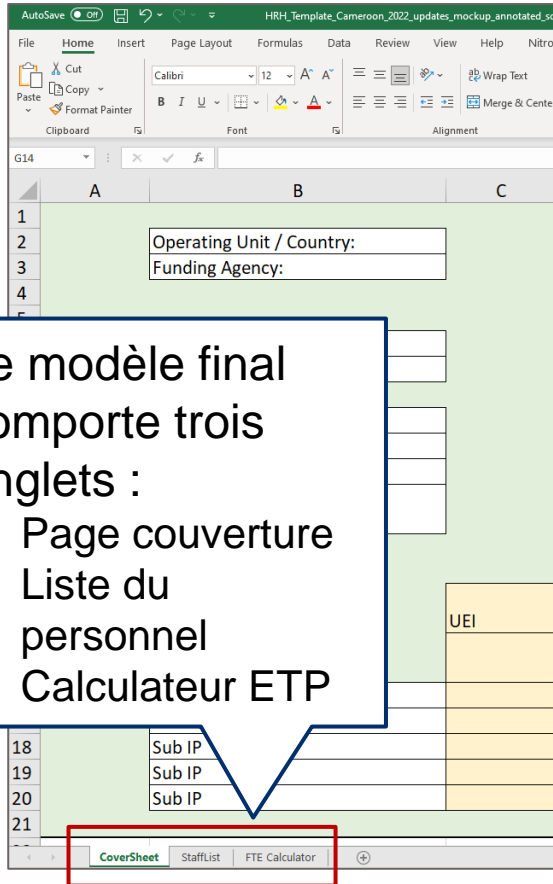 AutoSave Off HRH_Template_Cameroon_2022_updates_mockup_annotated_sc
File Home Insert Page Layout Formulas Data Review View Help Nitro
Cut
Copy
Format Painter
Paste
Calibri 12 A^ A˅
B I U A
ab Wrap Text
Merge & Cente
Clipboard Font Alignment
G14 fx
A B C
1
2 Operating Unit / Country:
3 Funding Agency:
4
e modèle final
omporte trois
nglets :
Page couverture
Liste du
personnel
Calculateur ETP
UEI
18 Sub IP
19 Sub IP
20 Sub IP
21
CoverSheet StaffList FTE Calculator